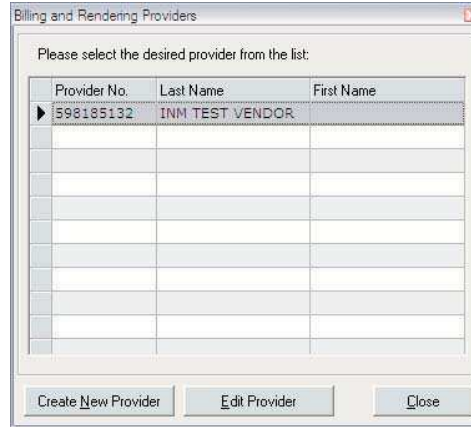 Billing and Rendering Providers
Please select the desired provider from the list:
Provider No. Last Name First Name
598185132 INM TEST VENDOR
Create New Provider Edit Provider Close